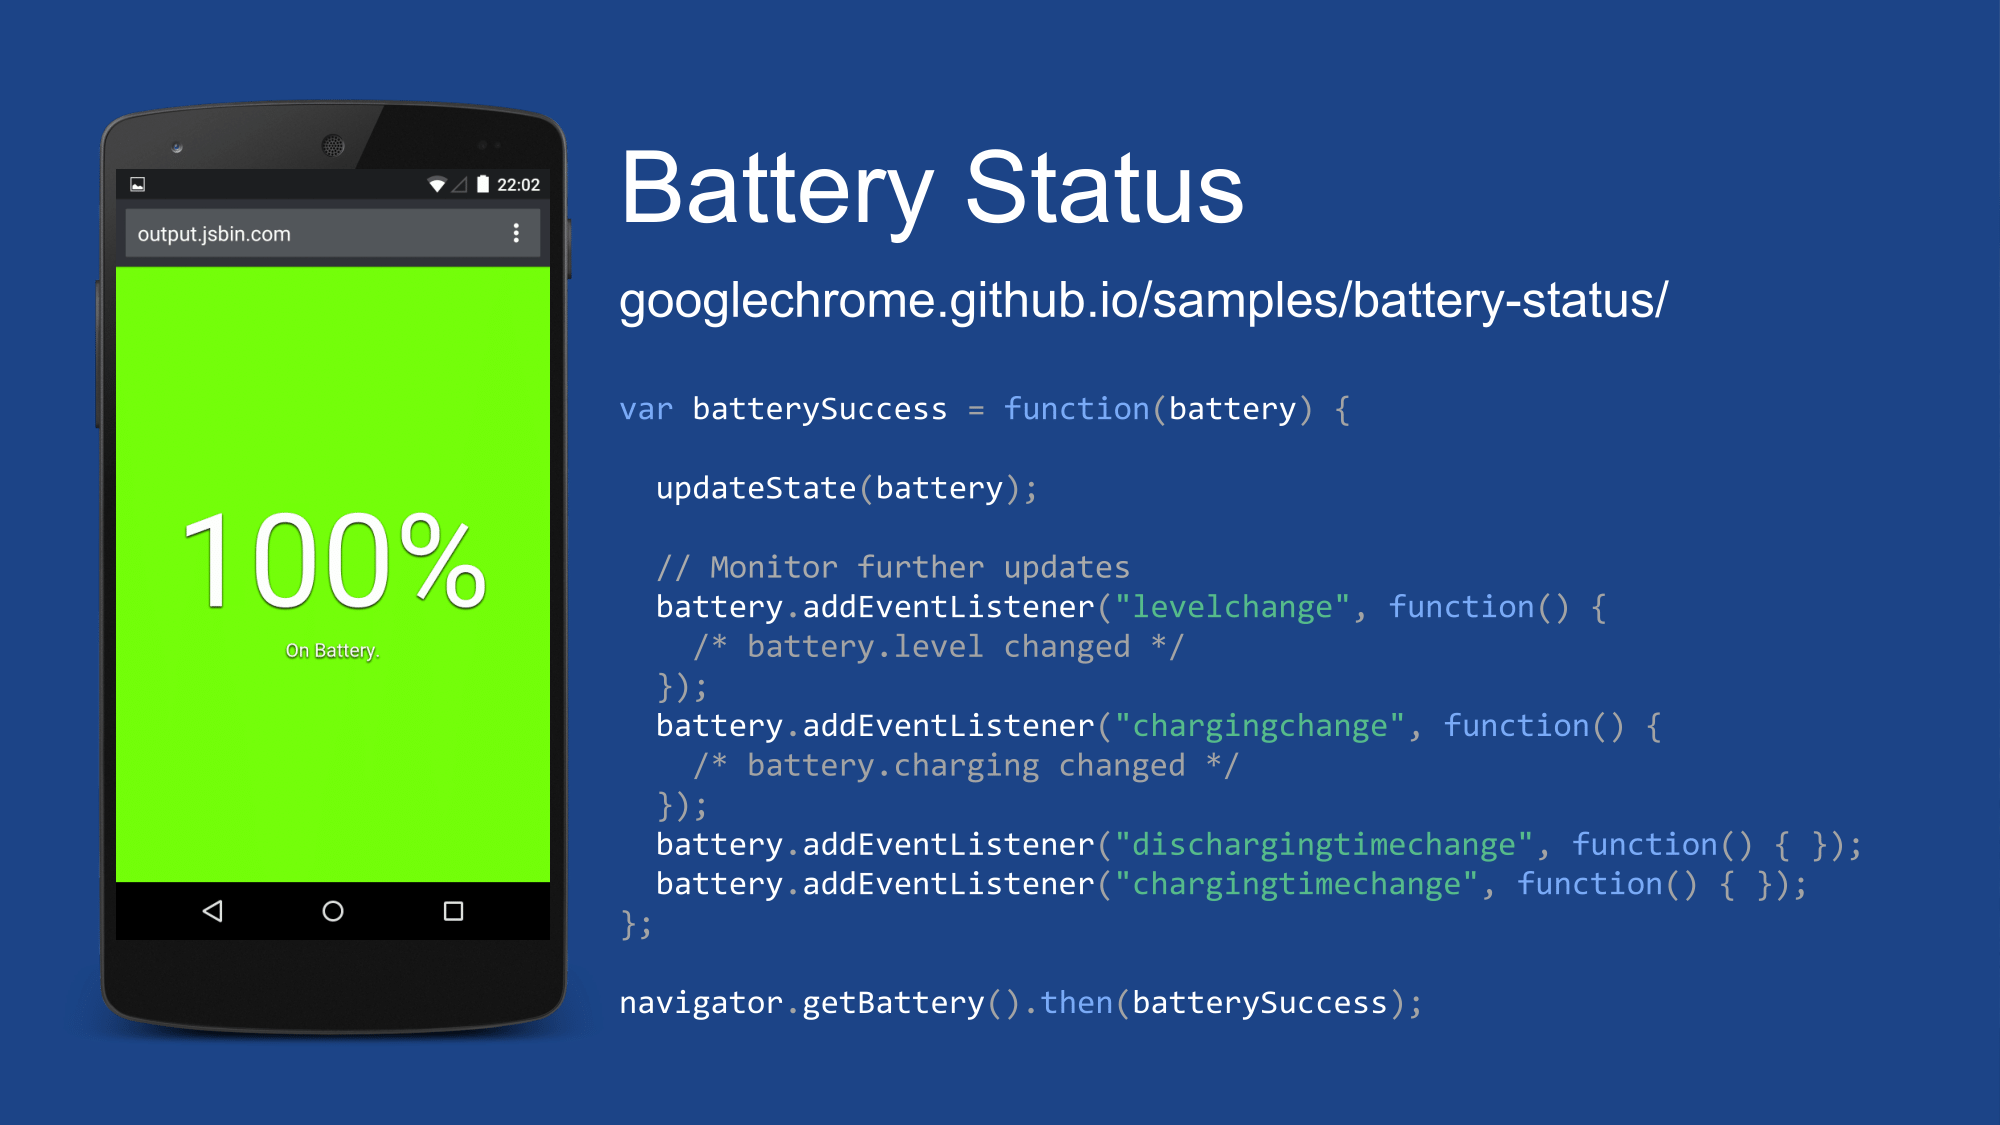 22:02
output.jsbin.com
100%
On Battery.
Battery Status
googlechrome.github.io/samples/battery-status/
var batterySuccess = function(battery) {
  updateState(battery);
  // Monitor further updates
  battery.addEventListener("levelchange", function() {
    /* battery.level changed */
  });
  battery.addEventListener("chargingchange", function() {
    /* battery.charging changed */
  });
  battery.addEventListener("dischargingtimechange", function() { });
  battery.addEventListener("chargingtimechange", function() { });
};
navigator.getBattery().then(batterySuccess);